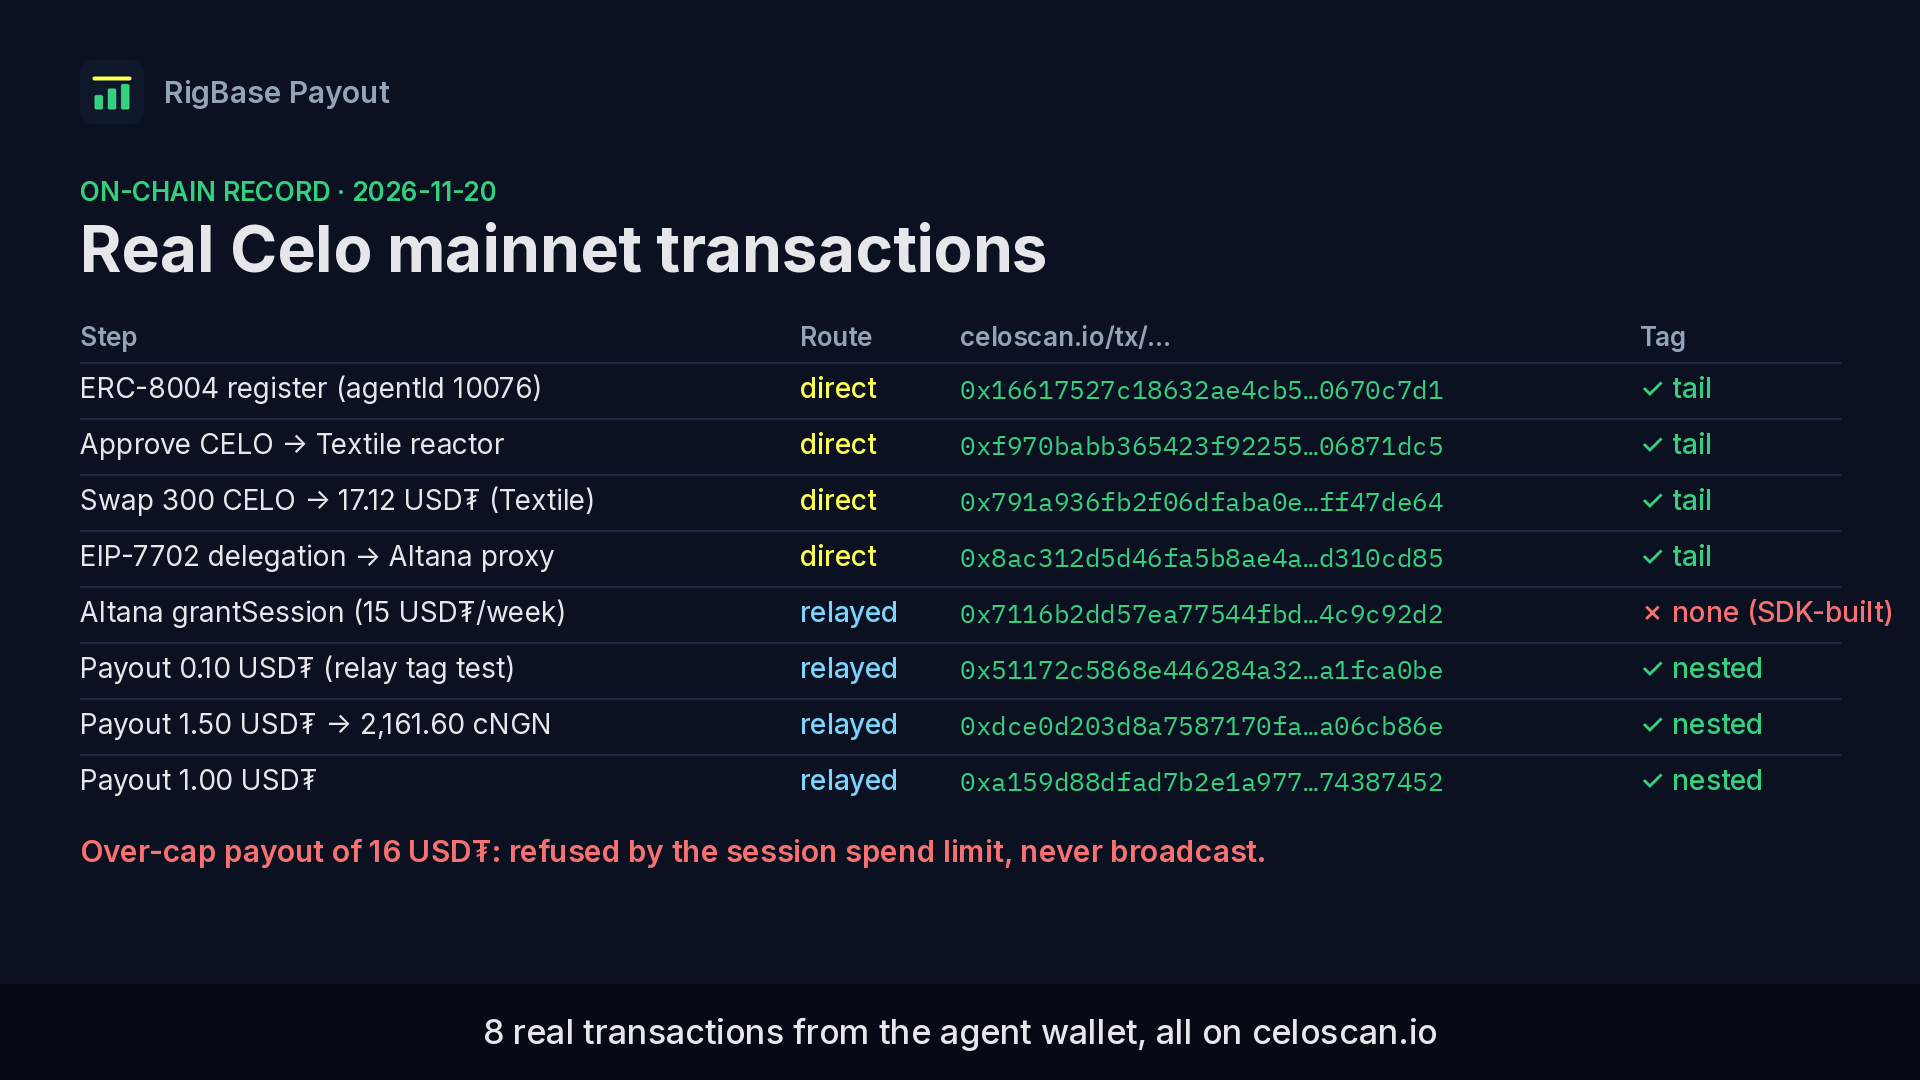 RigBase Payout
ON-CHAIN RECORD · 2026-11-20
Real Celo mainnet transactions
Step Route celoscan.io/tx/… Tag
ERC-8004 register (agentId 10076) direct 0x16617527c18632ae4cb5…0670c7d1 ✓ tail
Approve CELO → Textile reactor direct 0xf970babb365423f92255…06871dc5 ✓ tail
Swap 300 CELO → 17.12 USD₮ (Textile) direct 0x791a936fb2f06dfaba0e…ff47de64 ✓ tail
EIP-7702 delegation → Altana proxy direct 0x8ac312d5d46fa5b8ae4a…d310cd85 ✓ tail
Altana grantSession (15 USD₮/week) relayed 0x7116b2dd57ea77544fbd…4c9c92d2 × none (SDK-built)
Payout 0.10 USD₮ (relay tag test) relayed 0x51172c5868e446284a32…a1fca0be ✓ nested
Payout 1.50 USD₮ → 2,161.60 cNGN relayed 0xdce0d203d8a7587170fa…a06cb86e ✓ nested
Payout 1.00 USD₮ relayed 0xa159d88dfad7b2e1a977…74387452 ✓ nested
Over-cap payout of 16 USD₮: refused by the session spend limit, never broadcast.
8 real transactions from the agent wallet, all on celoscan.io